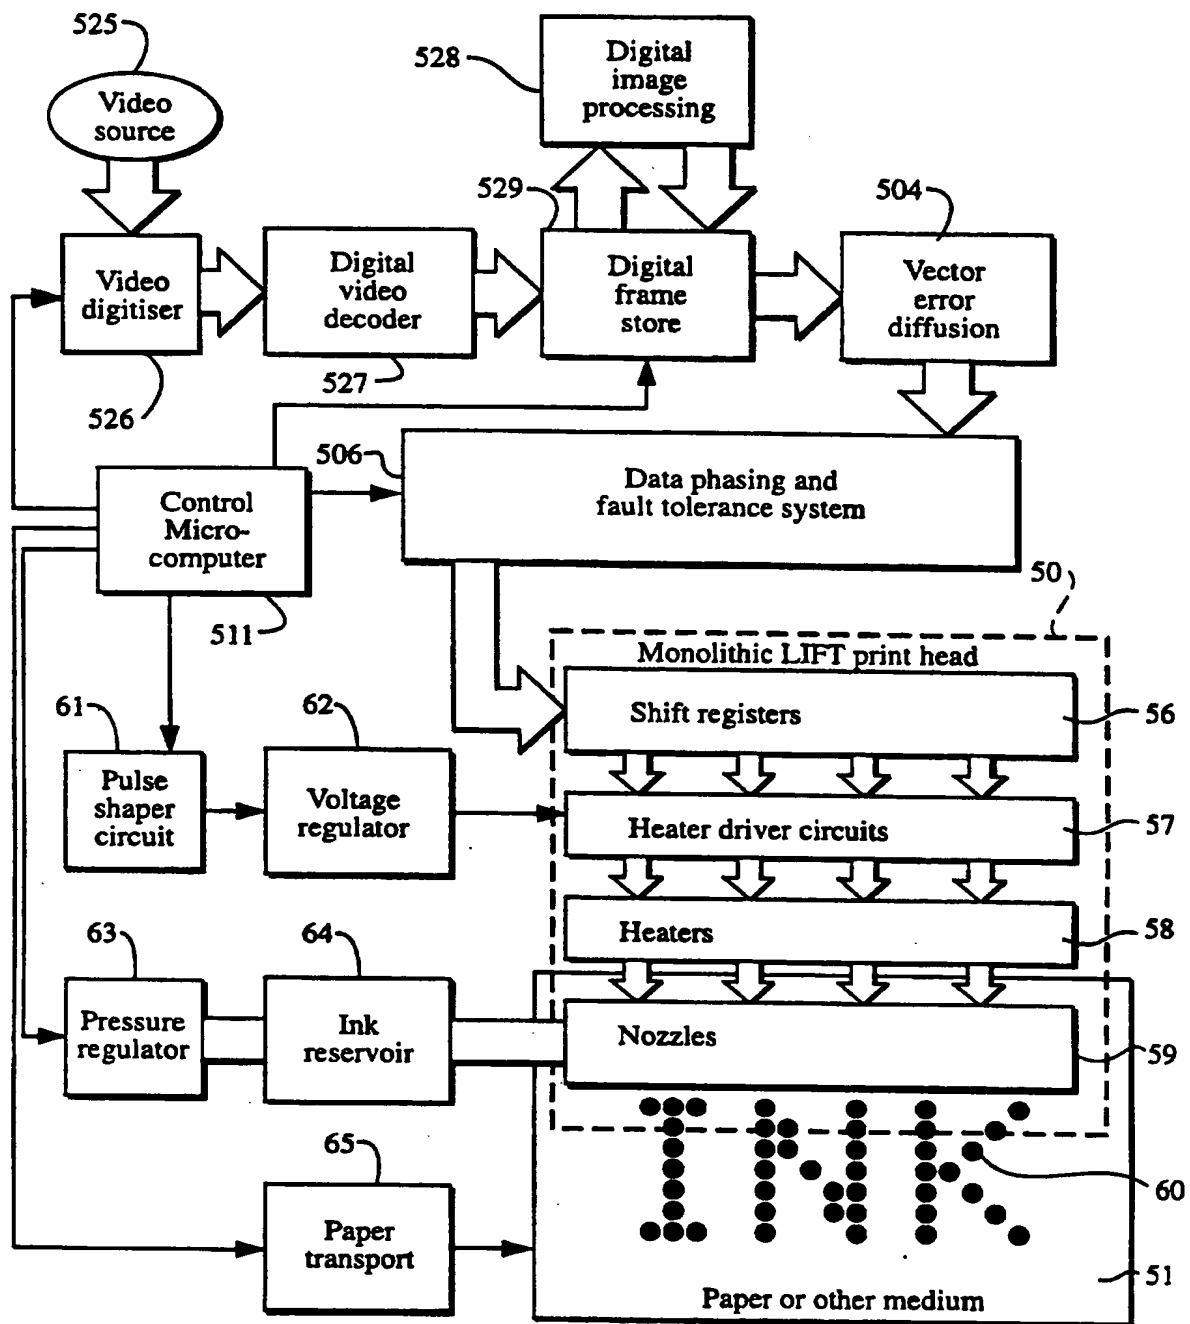 525
Video
source
528
Digital
image
processing
529
504
Video
digitiser
Digital
video
decoder
Digital
frame
store
Vector
error
diffusion
526
527
506
Data phasing and
fault tolerance system
Control
Micro-
computer
511
50
Monolithic LIFT print head
61
62
Shift registers
56
Pulse
shaper
circuit
Voltage
regulator
Heater driver circuits
57
63
64
Heaters
58
Pressure
regulator
Ink
reservoir
Nozzles
59
INK
60
65
Paper
transport
51
Paper or other medium